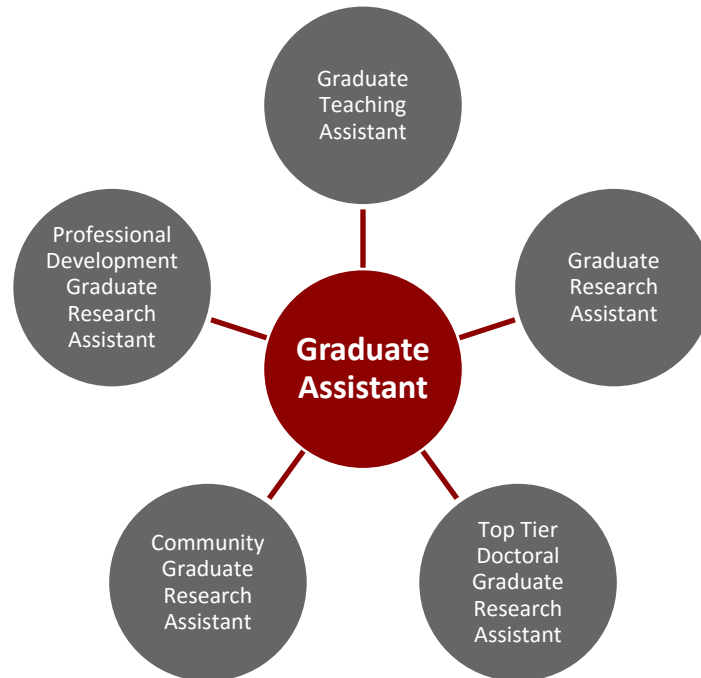 Graduate
Teaching
Assistant
Professional
Development
Graduate
Research
Assistant
Graduate
Research
Assistant
Graduate
Assistant
Community
Graduate
Research
Assistant
Top Tier
Doctoral
Graduate
Research
Assistant